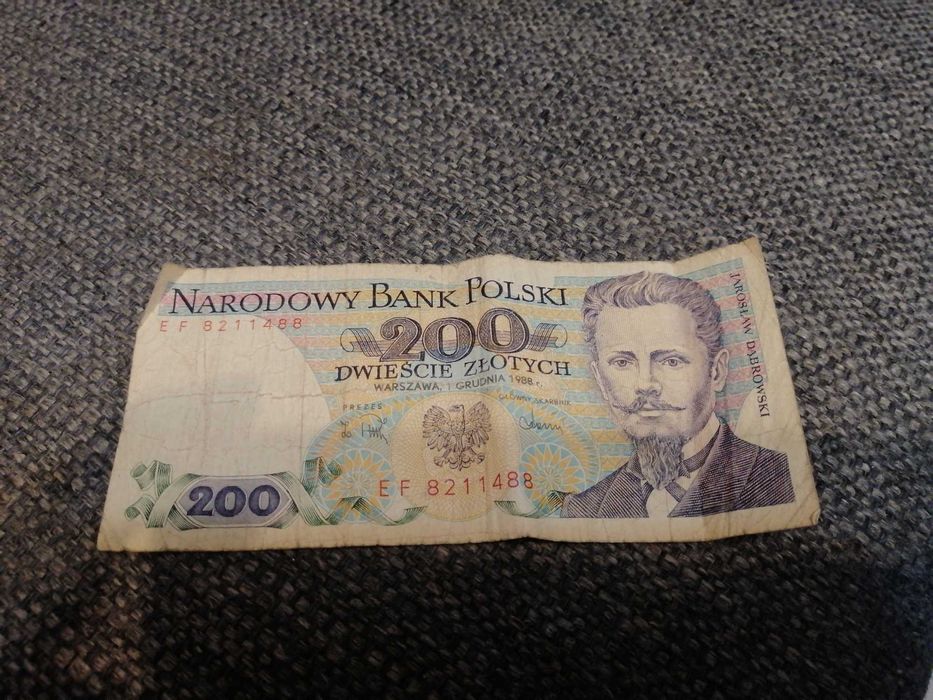 NARODOWY BANK POLSKI
EF 8211488
200
DWIEŚCIE ZŁOTYCH
WARSZAWA, 1 GRUDNIA 1988 r.
PREZES
GŁÓWNY SKARBNIK
EF 8211488
200
JAROSŁAW DĄBROWSKI